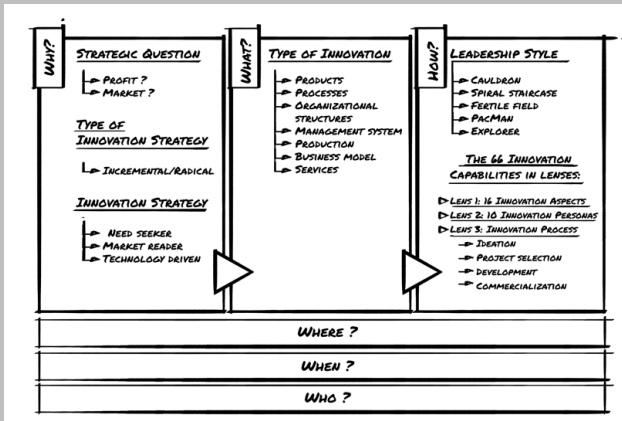 WHY?
STRATEGIC QUESTION
PROFIT ?
MARKET ?
TYPE OF
INNOVATION STRATEGY
INCREMENTAL/RADICAL
INNOVATION STRATEGY
NEED SEEKER
MARKET READER
TECHNOLOGY DRIVEN
WHAT?
TYPE OF INNOVATION
PRODUCTS
PROCESSES
ORGANIZATIONAL
STRUCTURES
MANAGEMENT SYSTEM
PRODUCTION
BUSINESS MODEL
SERVICES
HOW?
LEADERSHIP STYLE
CAULDRON
SPIRAL STAIRCASE
FERTILE FIELD
PACMAN
EXPLORER
THE 66 INNOVATION
CAPABILITIES IN LENSES:
LENS 1: 16 INNOVATION ASPECTS
LENS 2: 10 INNOVATION PERSONAS
LENS 3: INNOVATION PROCESS
IDEATION
PROJECT SELECTION
DEVELOPMENT
COMMERCIALIZATION
WHERE ?
WHEN ?
WHO ?